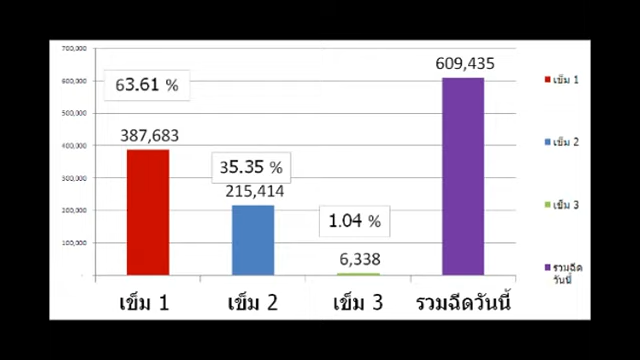 700,000
609,435
600,000
63.61 %
เข็ม 1
500,000
387,683
400,000
เข็ม 2
35.35 %
300,000
215,414
1.04 %
เข็ม 3
200,000
6,338
100,000
รวมฉีด
วันนี้
-
เข็ม 1 เข็ม 2 เข็ม 3 รวมฉีดวันนี้